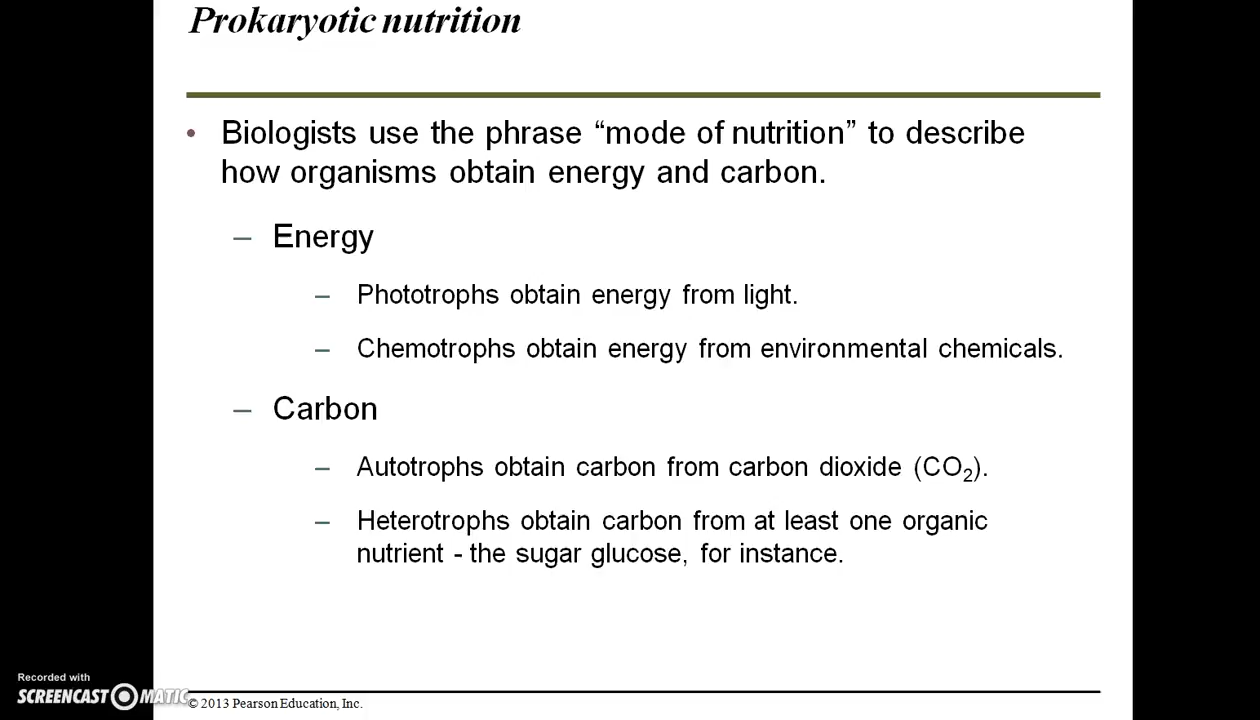 Prokaryotic nutrition
• Biologists use the phrase “mode of nutrition” to describe
how organisms obtain energy and carbon.
– Energy
– Phototrophs obtain energy from light.
– Chemotrophs obtain energy from environmental chemicals.
– Carbon
– Autotrophs obtain carbon from carbon dioxide (CO₂).
– Heterotrophs obtain carbon from at least one organic
nutrient - the sugar glucose, for instance.
Recorded with
SCREENCAST MATIC
© 2013 Pearson Education, Inc.